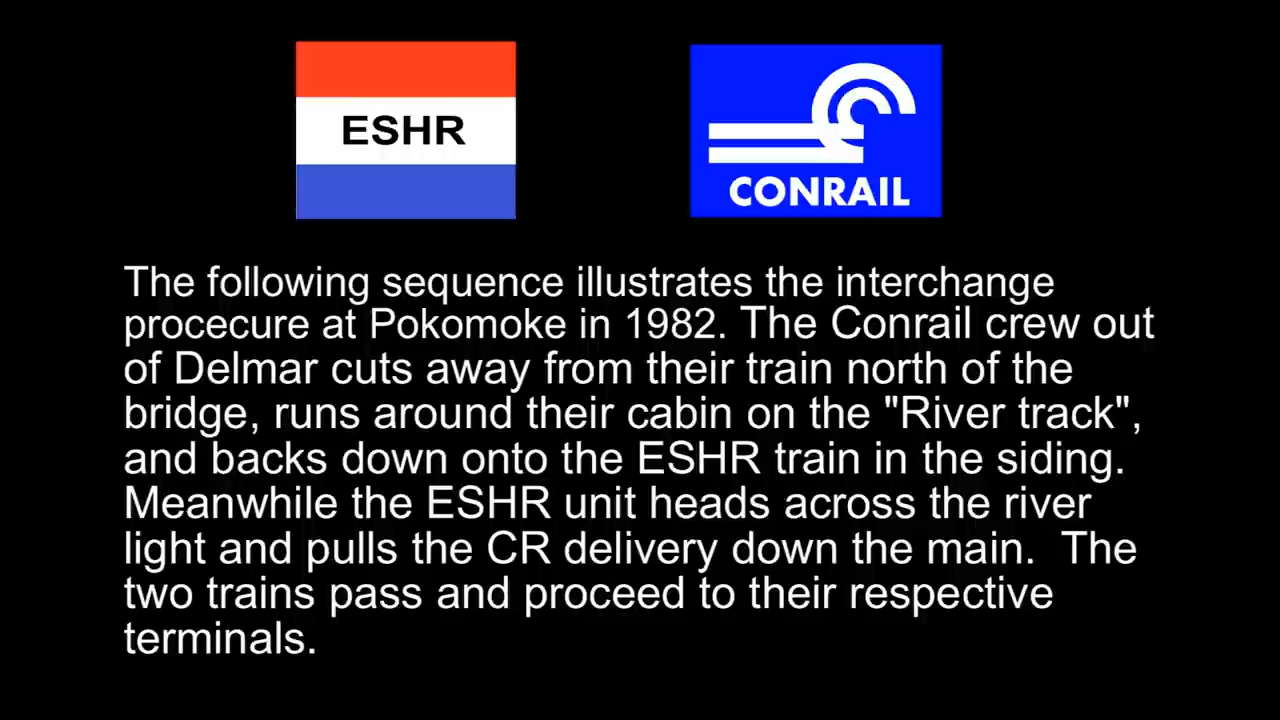 ESHR
CONRAIL
The following sequence illustrates the interchange
procecure at Pokomoke in 1982. The Conrail crew out
of Delmar cuts away from their train north of the
bridge, runs around their cabin on the "River track",
and backs down onto the ESHR train in the siding.
Meanwhile the ESHR unit heads across the river
light and pulls the CR delivery down the main.  The
two trains pass and proceed to their respective
terminals.